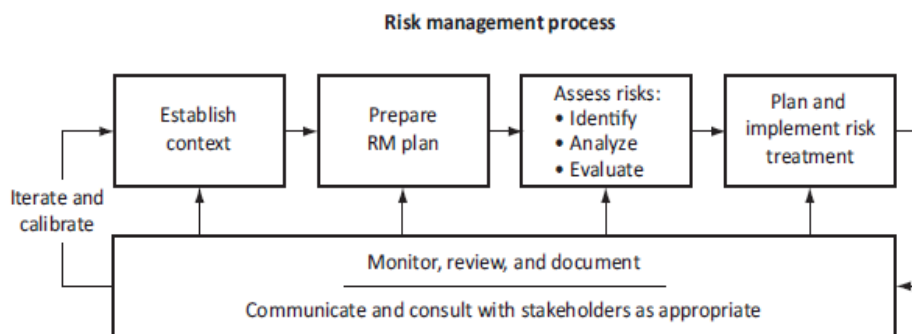 Risk management process
Establish
context
Prepare
RM plan
Assess risks:
• Identify
• Analyze
• Evaluate
Plan and
implement risk
treatment
Iterate and
calibrate
Monitor, review, and document
Communicate and consult with stakeholders as appropriate